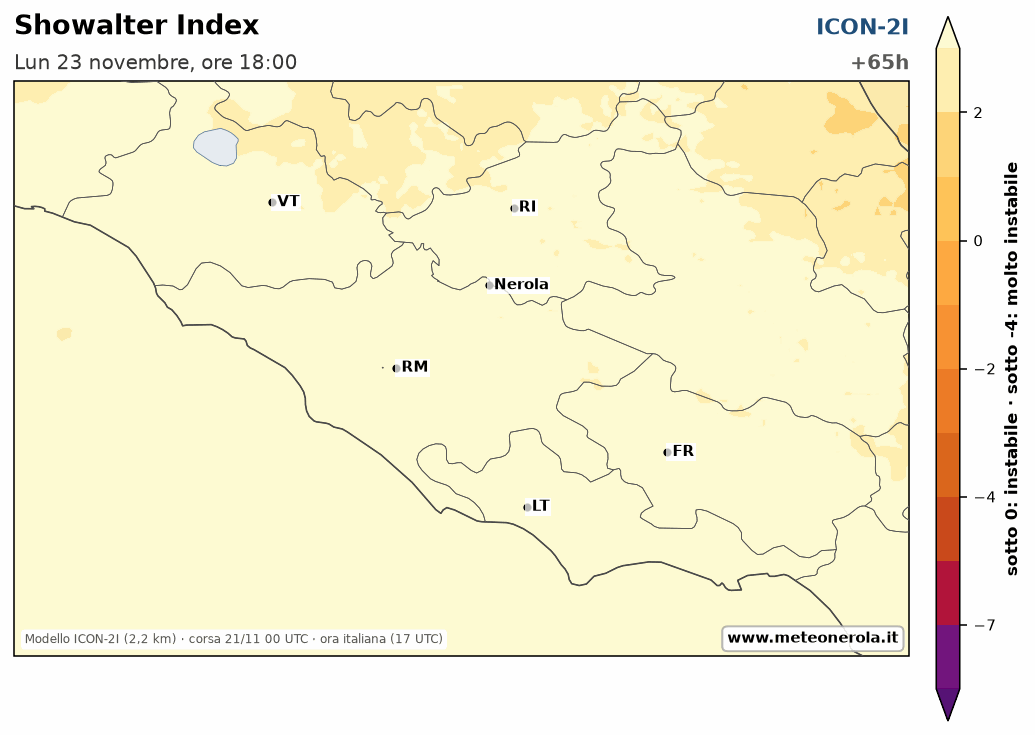 Showalter Index
ICON-2I
Lun 23 novembre, ore 18:00
+65h
VT
RI
Nerola
RM
FR
LT
Modello ICON-2I (2,2 km) · corsa 21/11 00 UTC · ora italiana (17 UTC)
www.meteonerola.it
2
0
−2
−4
−7
sotto 0: instabile · sotto -4: molto instabile